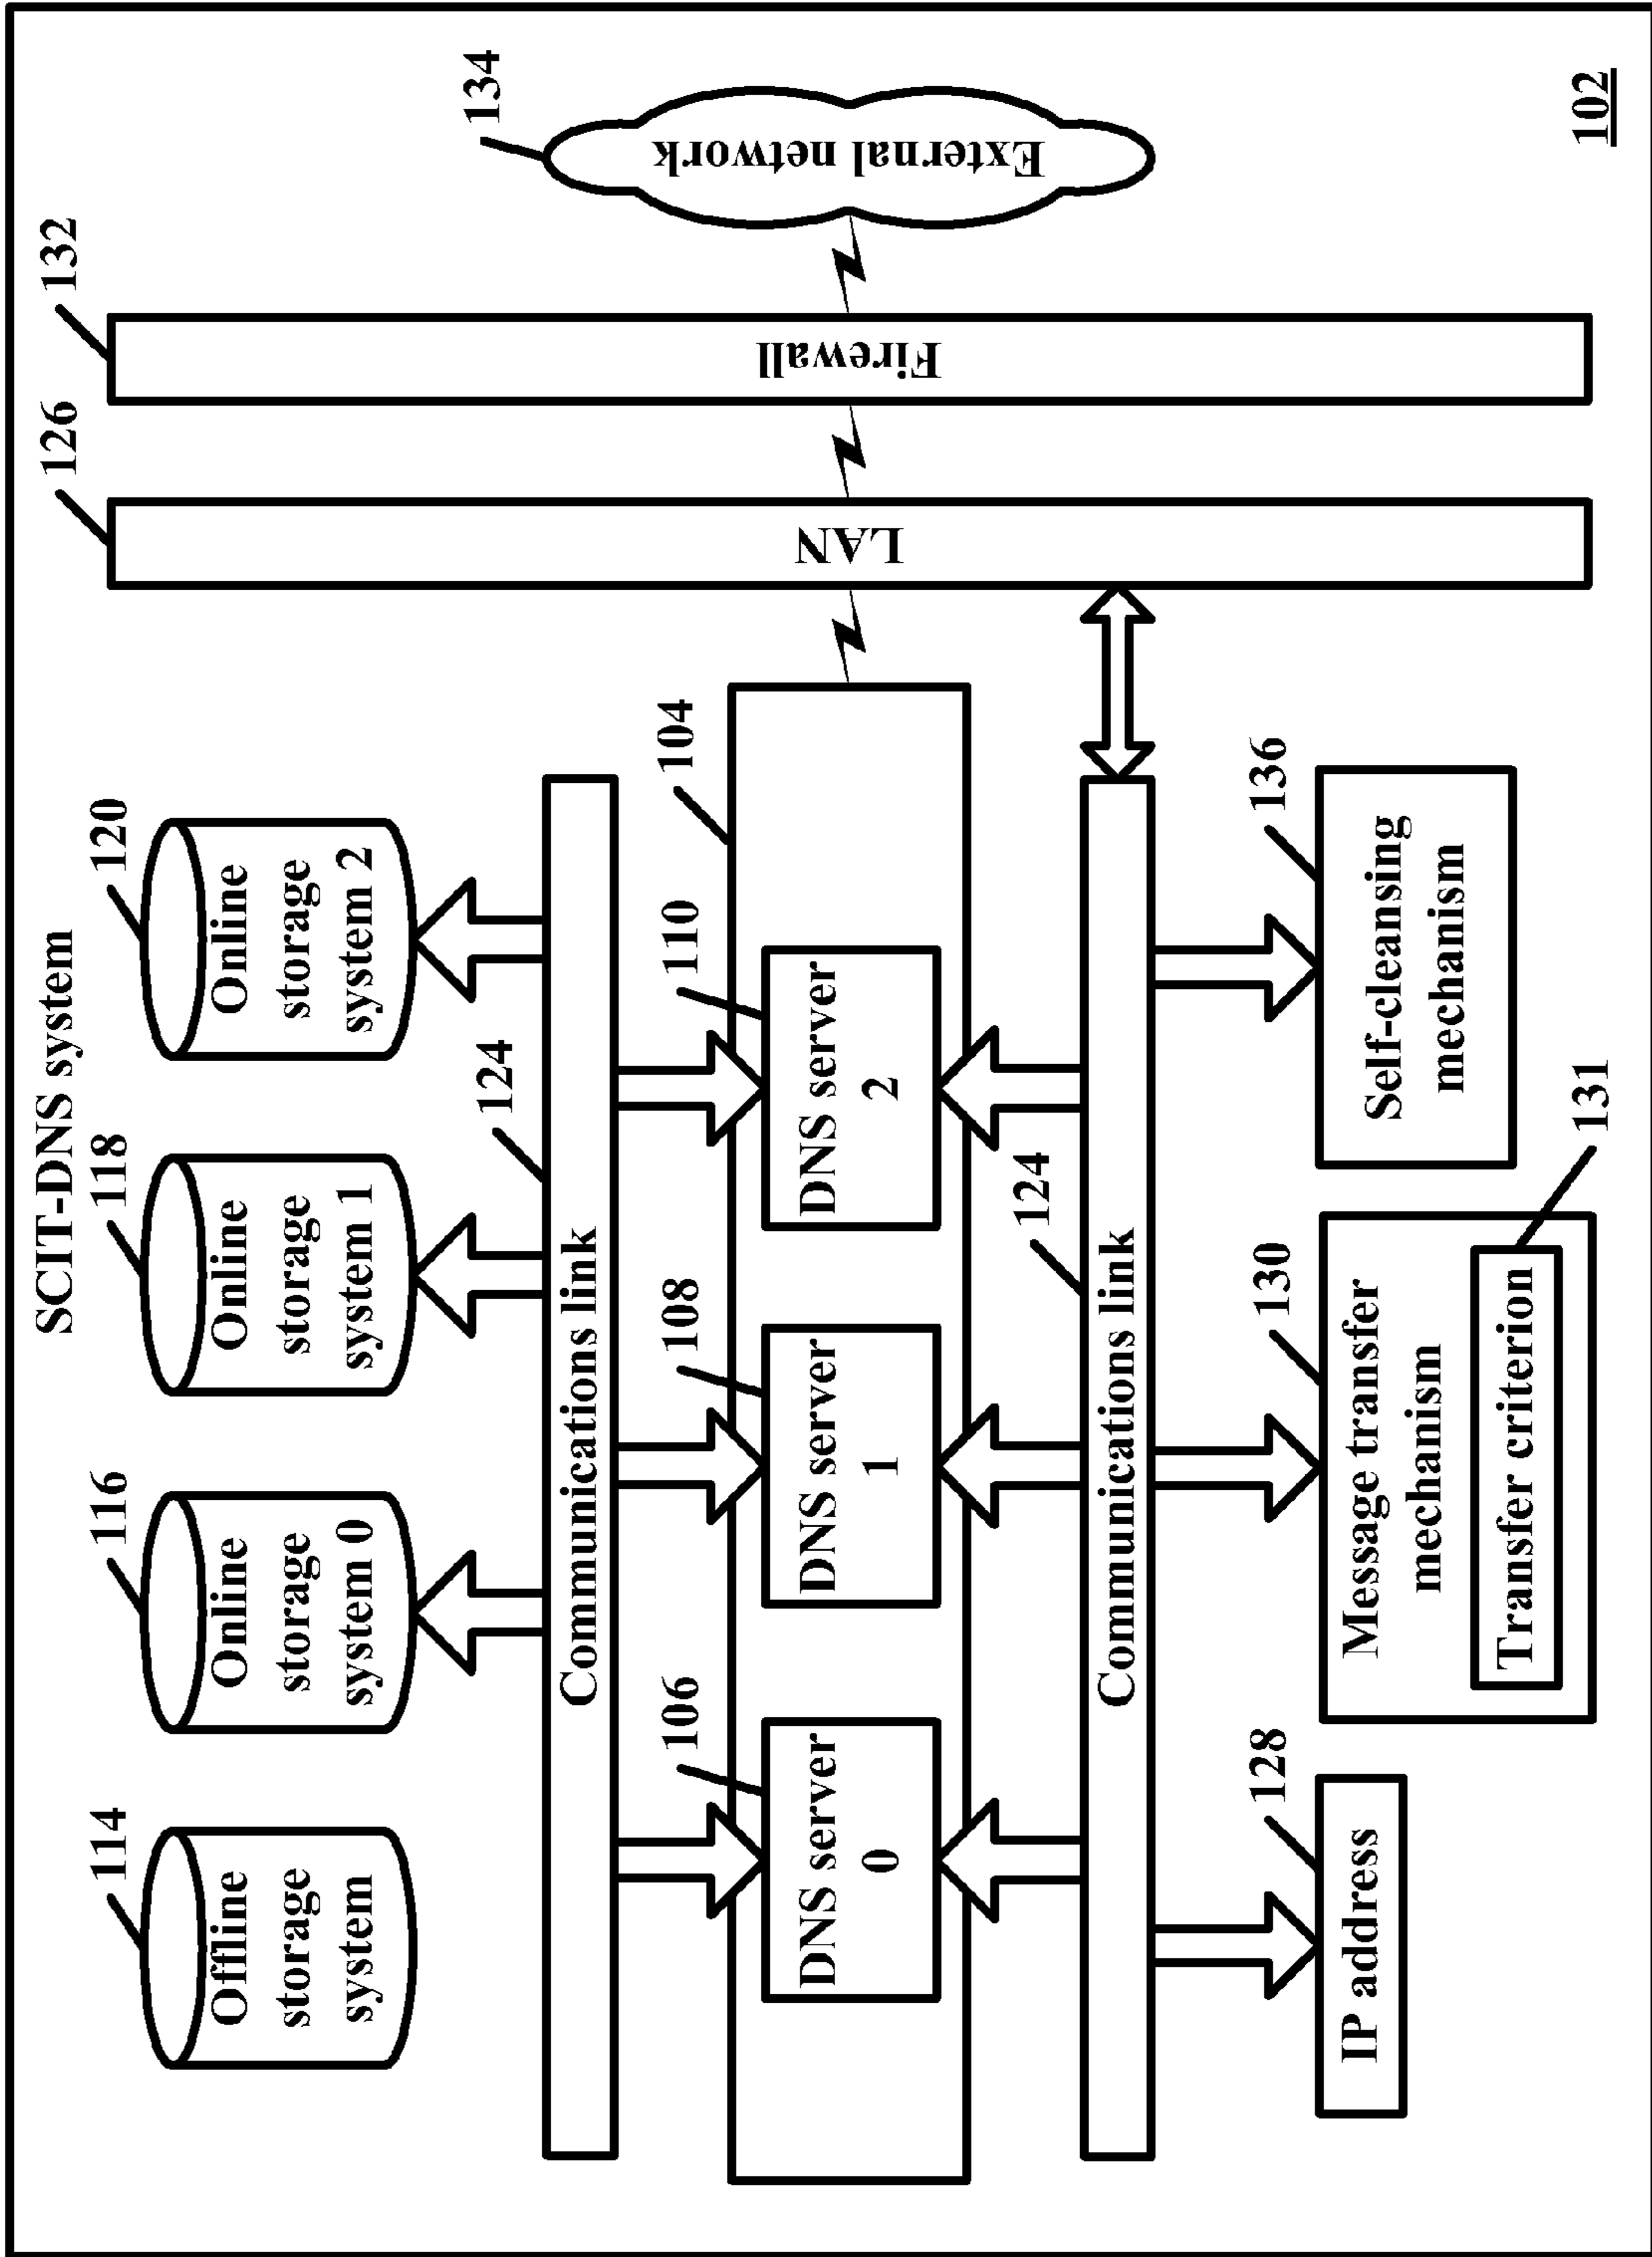 SCIT-DNS system
114
116
118
120
126
132
134
Offline
storage
system
Online
storage
system 0
Online
storage
system 1
Online
storage
system 2
124
Communications link
106
108
110
104
DNS server
0
DNS server
1
DNS server
2
LAN
Firewall
External network
124
Communications link
128
130
136
IP address
Message transfer
mechanism
Transfer criterion
131
Self-cleansing
mechanism
102